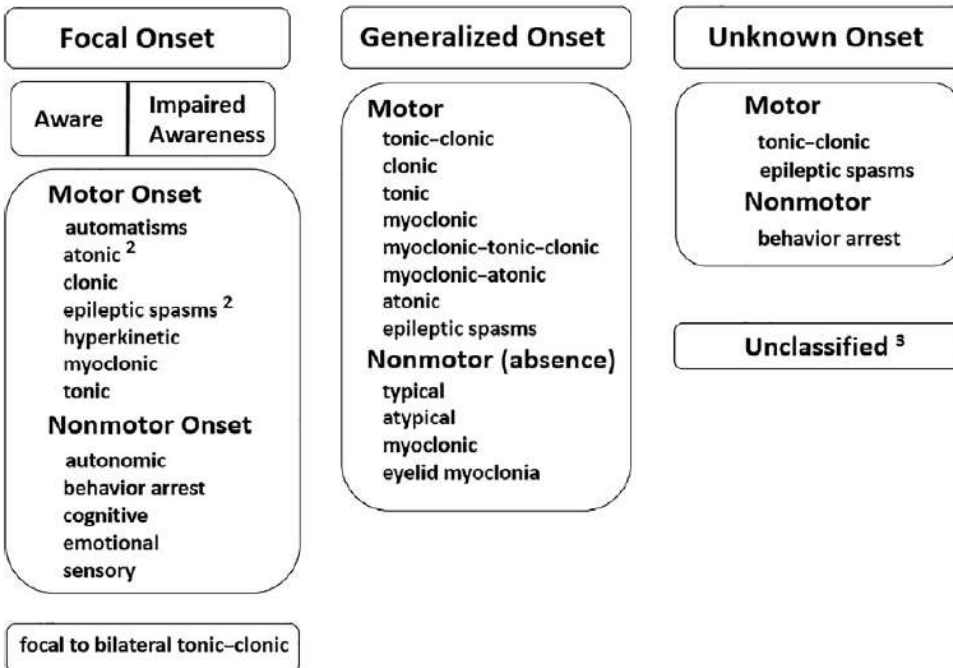 Focal Onset
Aware
Impaired
Awareness
Motor Onset
automatisms
atonic ²
clonic
epileptic spasms ²
hyperkinetic
myoclonic
tonic
Nonmotor Onset
autonomic
behavior arrest
cognitive
emotional
sensory
focal to bilateral tonic–clonic
Generalized Onset
Motor
tonic–clonic
clonic
tonic
myoclonic
myoclonic–tonic–clonic
myoclonic–atonic
atonic
epileptic spasms
Nonmotor (absence)
typical
atypical
myoclonic
eyelid myoclonia
Unknown Onset
Motor
tonic–clonic
epileptic spasms
Nonmotor
behavior arrest
Unclassified ³